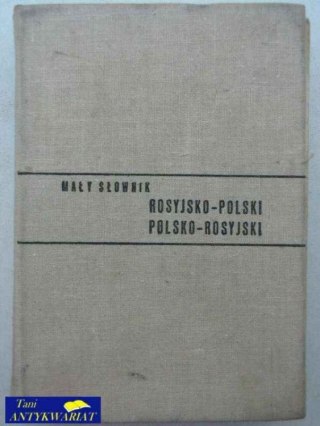 MAŁY SŁOWNIK
ROSYJSKO-POLSKI
POLSKO-ROSYJSKI
Tani
ANTYKWARIAT